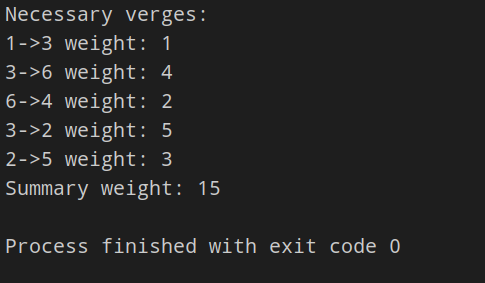 Necessary verges:
1->3 weight: 1
3->6 weight: 4
6->4 weight: 2
3->2 weight: 5
2->5 weight: 3
Summary weight: 15
Process finished with exit code 0